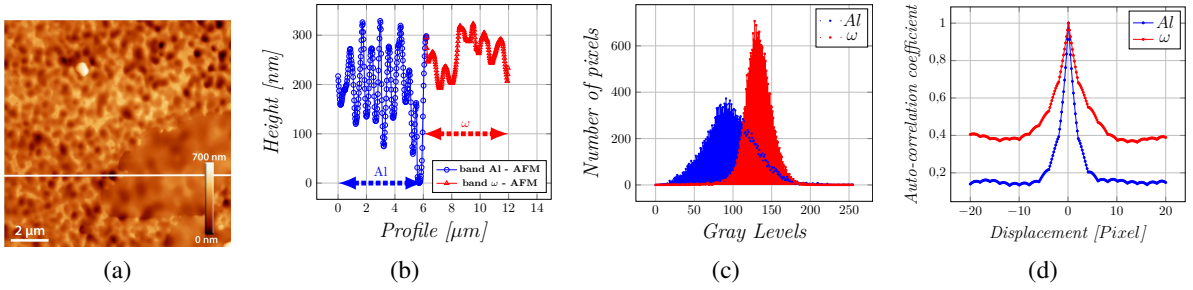 700 nm
0 nm
2 μm
(a)
Height [nm]
300
200
100
0
Al
ω
band Al - AFM
band ω - AFM
0 2 4 6 8 10 12 14
Profile [μm]
(b)
Number of pixels
600
400
200
0
Al
ω
0 50 100 150 200 250
Gray Levels
(c)
Auto-correlation coefficient
1
0.8
0.6
0.4
0.2
Al
ω
−20 −10 0 10 20
Displacement [Pixel]
(d)